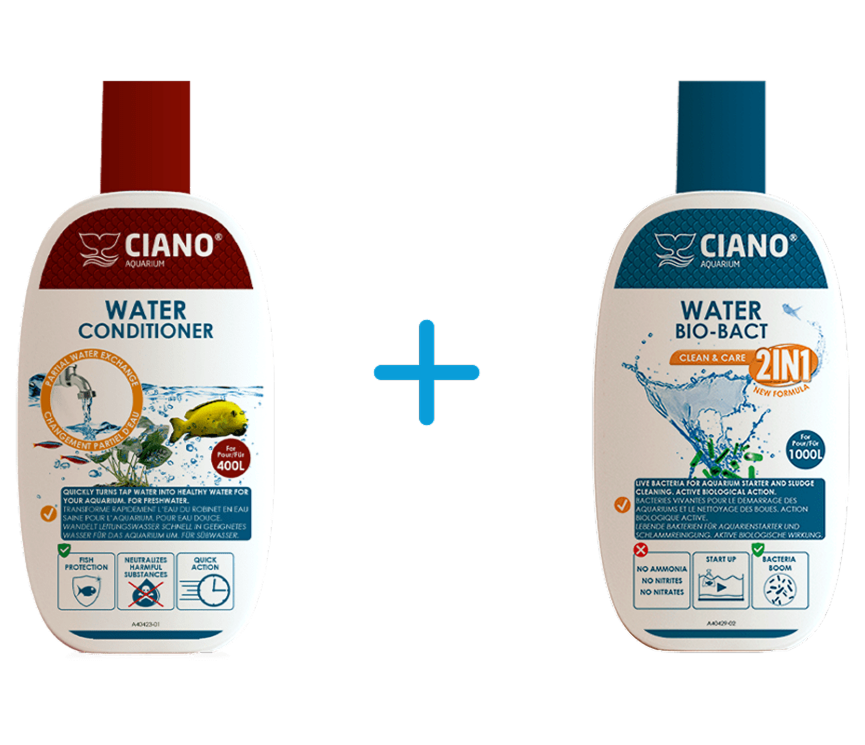 CIANO®
AQUARIUM
WATER
CONDITIONER
PARTIAL WATER EXCHANGE
CHANGEMENT PARTIEL D'EAU
For
Pour/Für
400L
QUICKLY TURNS TAP WATER INTO HEALTHY WATER FOR
YOUR AQUARIUM. FOR FRESHWATER.
TRANSFORME RAPIDEMENT L'EAU DU ROBINET EN EAU
SAINE POUR L'AQUARIUM. POUR EAU DOUCE.
WANDELT LEITUNGSWASSER SCHNELL IN GEEIGNETES
WASSER FÜR DAS AQUARIUM UM. FÜR SÜßWASSER.
FISH
PROTECTION
NEUTRALIZES
HARMFUL
SUBSTANCES
QUICK
ACTION
A40423-01
CIANO®
AQUARIUM
WATER
BIO-BACT
CLEAN & CARE
2IN1
NEW FORMULA
For
Pour/Für
1000L
LIVE BACTERIA FOR AQUARIUM STARTER AND SLUDGE
CLEANING. ACTIVE BIOLOGICAL ACTION.
BACTERIES VIVANTES POUR LE DEMARRAGE DES
AQUARIUMS ET LE NETTOYAGE DES BOUES. ACTION
BIOLOGIQUE ACTIVE.
LEBENDE BAKTERIEN FÜR AQUARIENSTARTER UND
SCHLAMMREINIGUNG. AKTIVE BIOLOGISCHE WIRKUNG.
NO AMMONIA
NO NITRITES
NO NITRATES
START UP
BACTERIA
BOOM
A40429-02